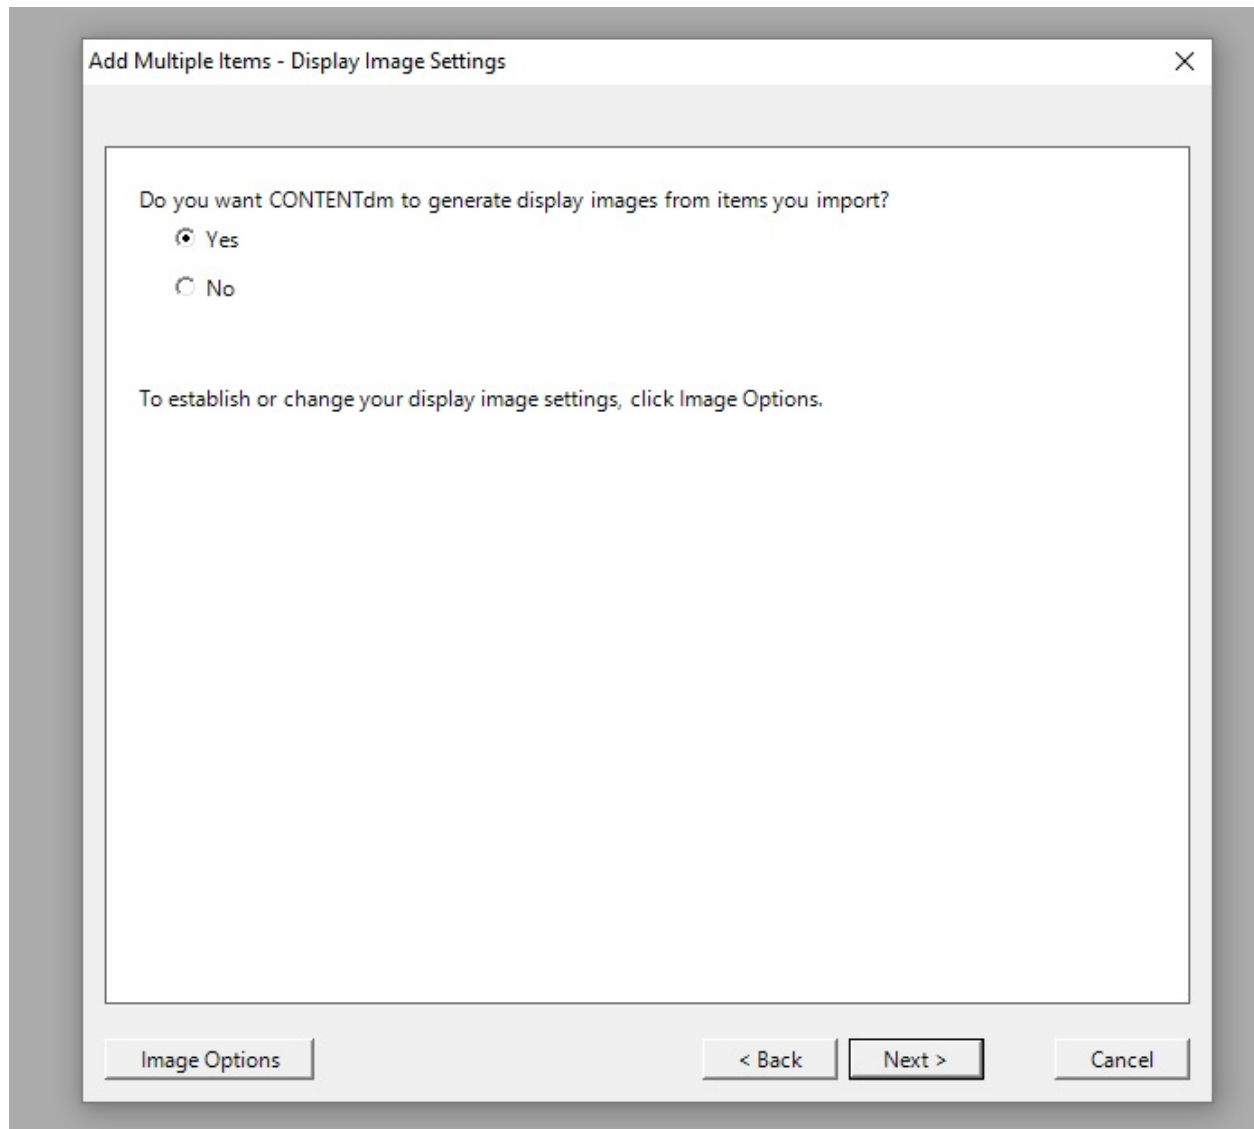 Add Multiple Items - Display Image Settings
Do you want CONTENTdm to generate display images from items you import?
Yes
No
To establish or change your display image settings, click Image Options.
Image Options
< Back
Next >
Cancel